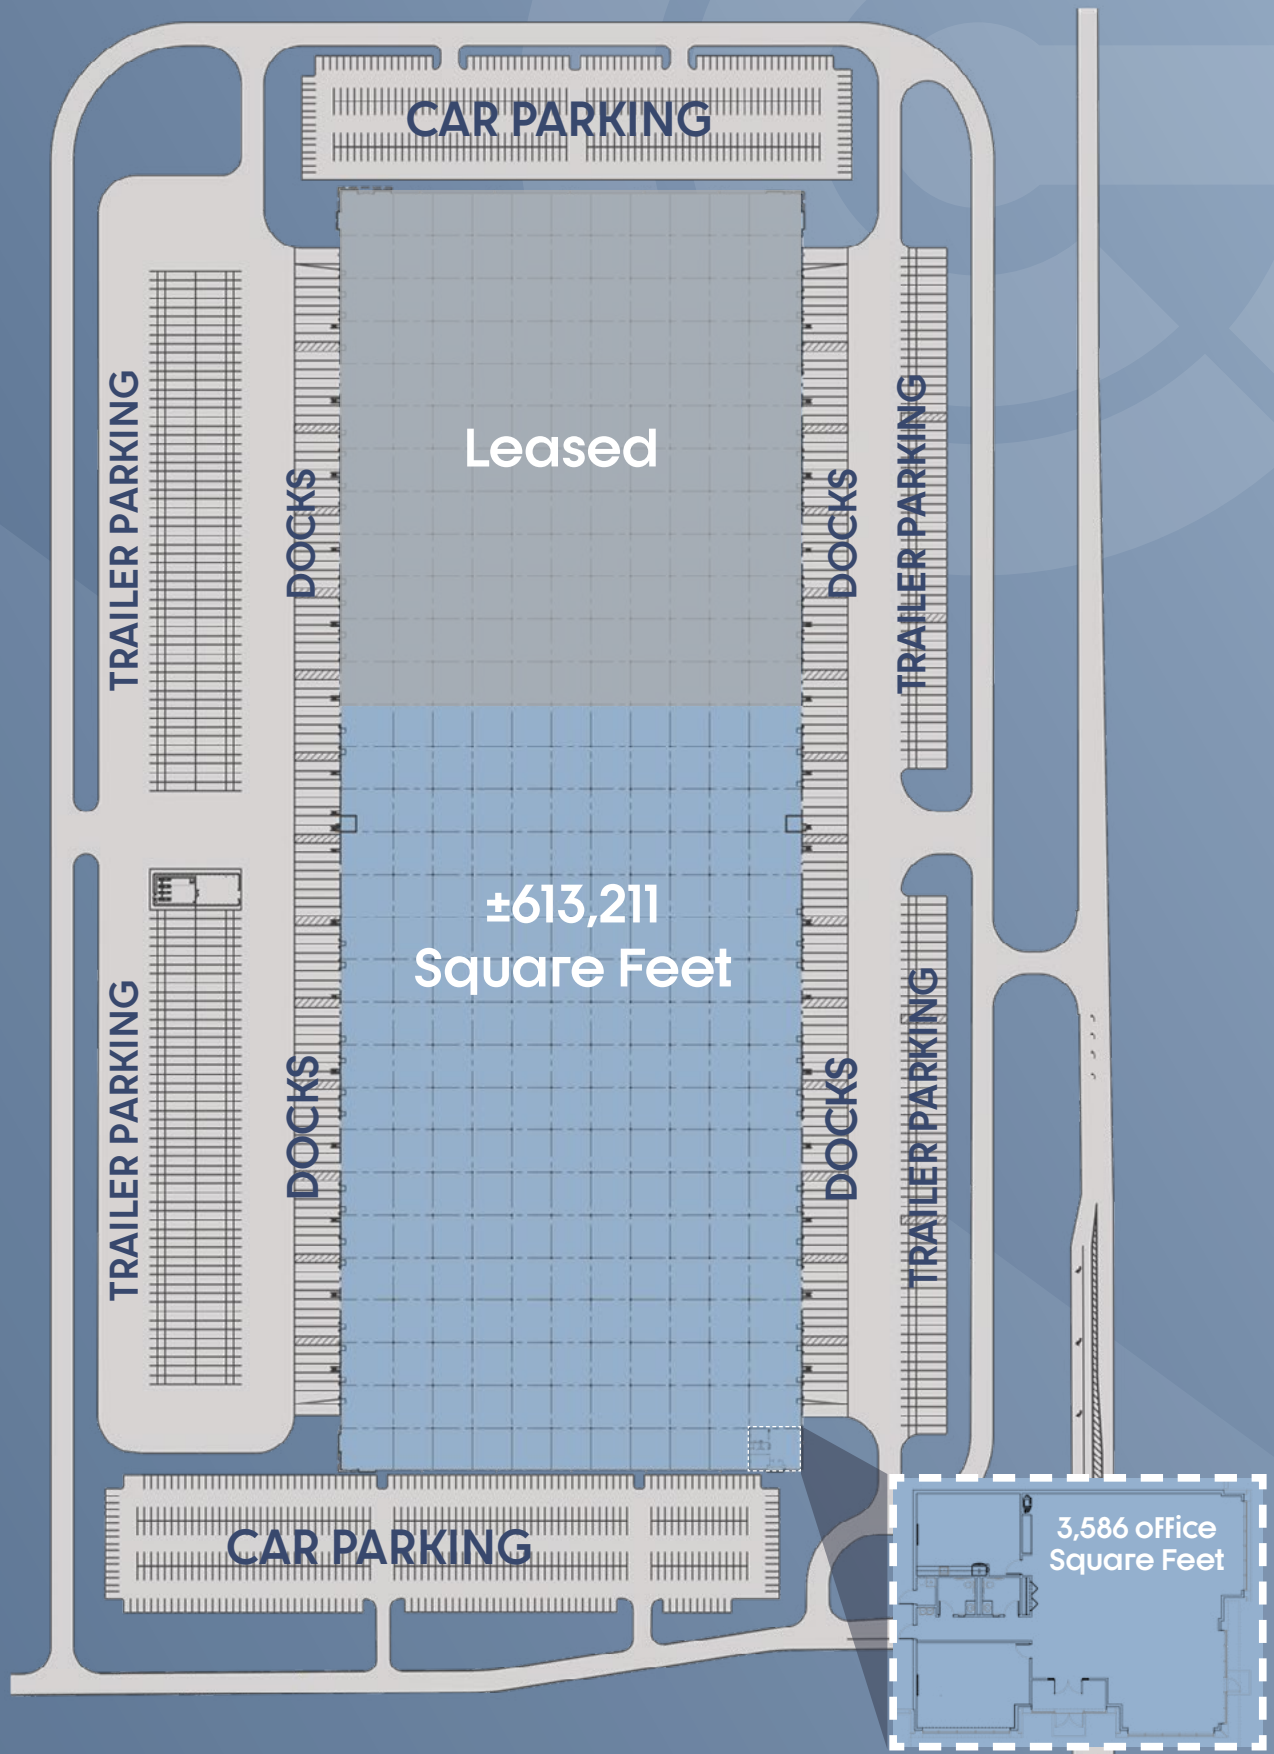 CAR PARKING
Leased
TRAILER PARKING
DOCKS
DOCKS
TRAILER PARKING
±613,211
Square Feet
TRAILER PARKING
DOCKS
DOCKS
TRAILER PARKING
CAR PARKING
3,586 office
Square Feet